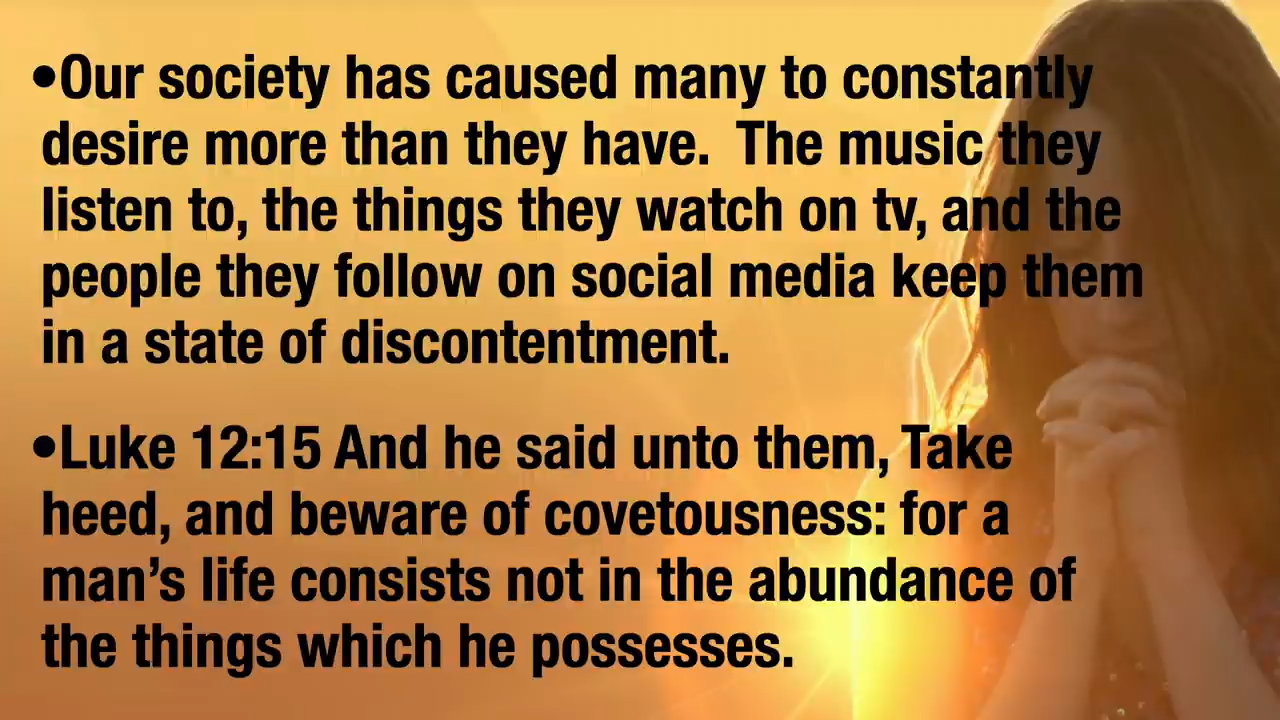 •Our society has caused many to constantly
desire more than they have.  The music they
listen to, the things they watch on tv, and the
people they follow on social media keep them
in a state of discontentment.
•Luke 12:15 And he said unto them, Take
heed, and beware of covetousness: for a
man’s life consists not in the abundance of
the things which he possesses.